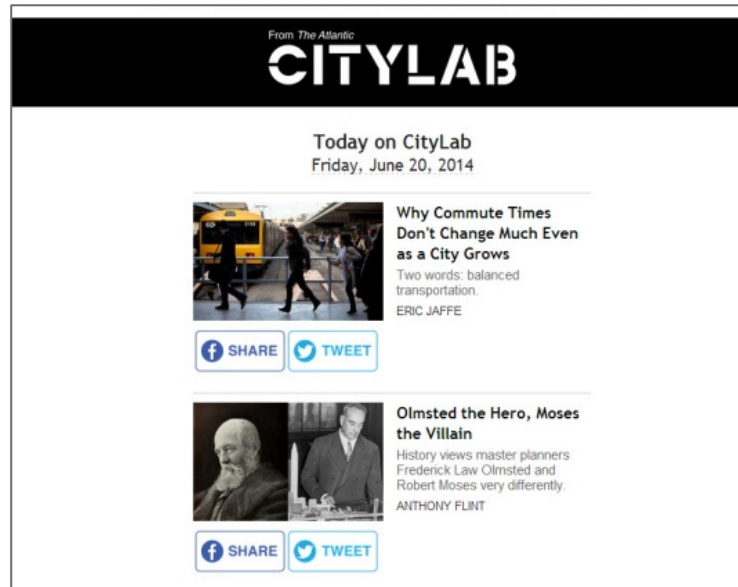 From The Atlantic
CITYLAB
Today on CityLab
Friday, June 20, 2014
Why Commute Times
Don't Change Much Even
as a City Grows
Two words: balanced
transportation.
ERIC JAFFE
SHARE TWEET
Olmsted the Hero, Moses
the Villain
History views master planners
Frederick Law Olmsted and
Robert Moses very differently.
ANTHONY FLINT
SHARE TWEET